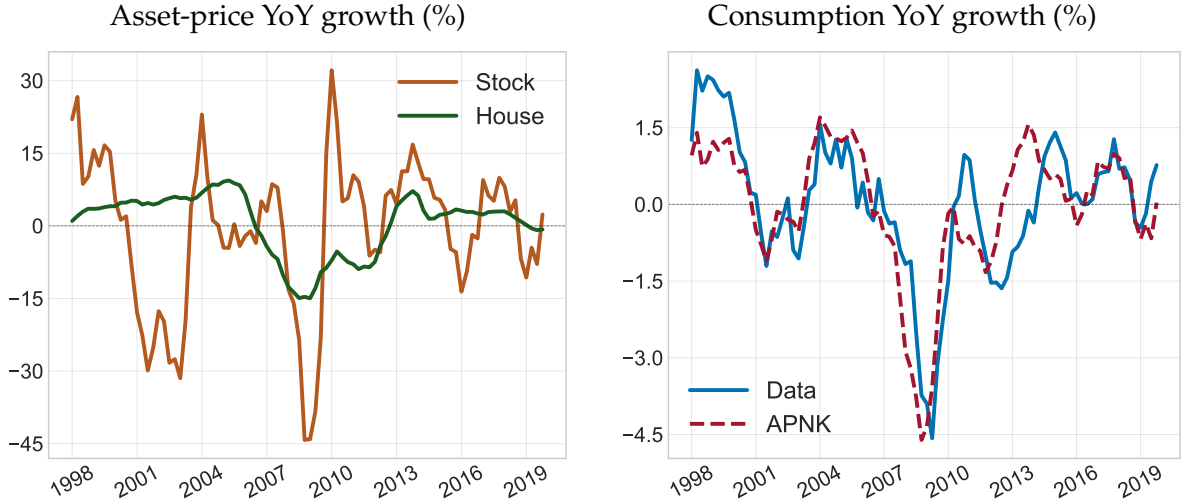 Asset-price YoY growth (%)
30
15
0
−15
−30
−45
1998 2001 2004 2007 2010 2013 2016 2019
Stock
House
Consumption YoY growth (%)
1.5
0.0
−1.5
−3.0
−4.5
1998 2001 2004 2007 2010 2013 2016 2019
Data
APNK